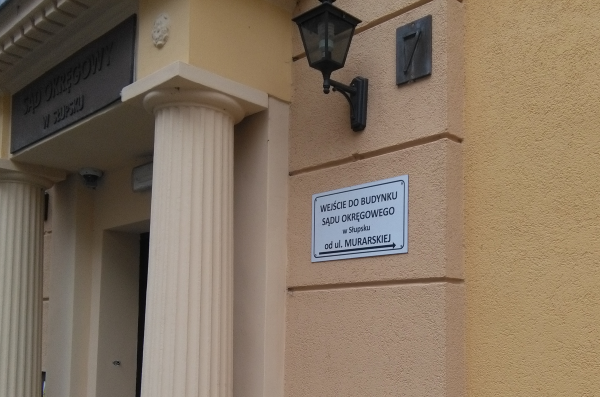 SĄD OKRĘGOWY
W SŁUPSKU
7
WEJŚCIE DO BUDYNKU
SĄDU OKRĘGOWEGO
w Słupsku
od ul. MURARSKIEJ